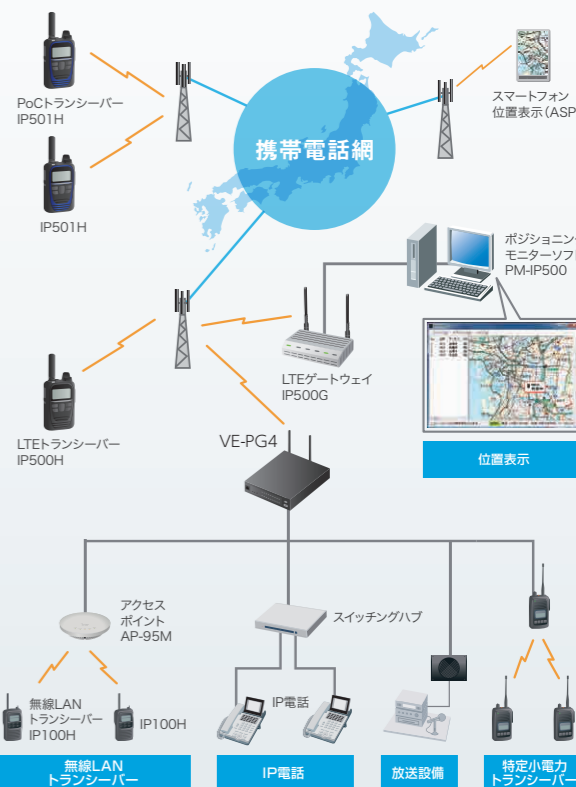 PoCトランシーバー
IP501H
IP501H
携帯電話網
スマートフォン
位置表示（ASP
ポジショニング
モニターソフト
PM-IP500
LTEゲートウェイ
IP500G
位置表示
LTEトランシーバー
IP500H
VE-PG4
アクセス
ポイント
AP-95M
スイッチングハブ
無線LAN
トランシーバー
IP100H
IP100H
IP電話
無線LAN
トランシーバー
IP電話
放送設備
特定小電力
トランシーバー